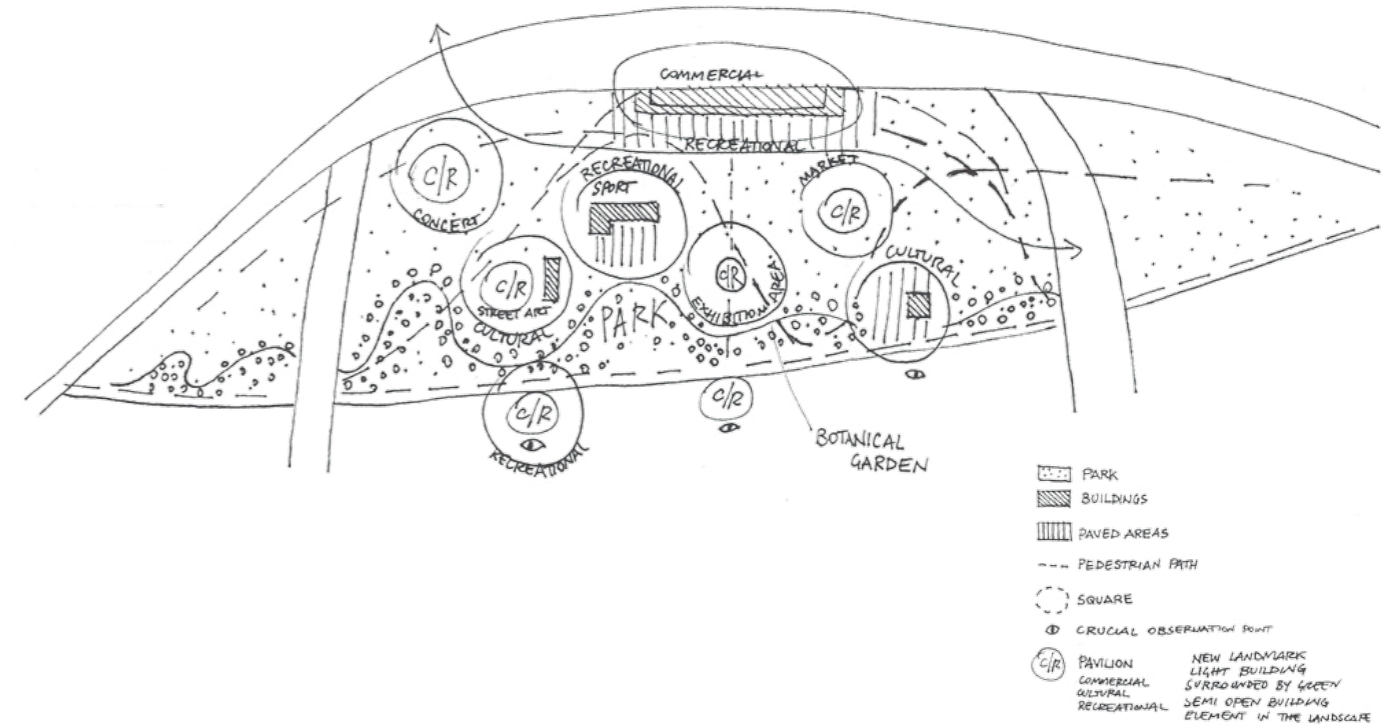 COMMERCIAL
RECREATIONAL
C/R
CONCERT
RECREATIONAL
SPORT
MARKET
C/R
C/R
STREET ART
CULTURAL
C/R
EXHIBITION AREA
CULTURAL
PARK
C/R
RECREATIONAL
C/R
BOTANICAL
GARDEN
PARK
BUILDINGS
PAVED AREAS
PEDESTRIAN PATH
SQUARE
CRUCIAL OBSERVATION POINT
C/R PAVILION
COMMERCIAL
CULTURAL
RECREATIONAL
NEW LANDMARK
LIGHT BUILDING
SURROUNDED BY GREEN
SEMI OPEN BUILDING
ELEMENT IN THE LANDSCAPE